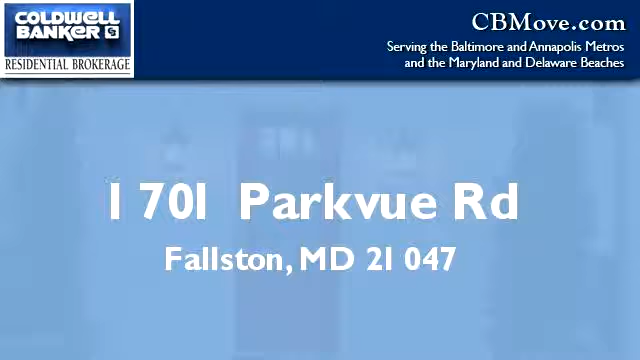 COLDWELL
BANKER CB
RESIDENTIAL BROKERAGE
CBMove.com
Serving the Baltimore and Annapolis Metros
and the Maryland and Delaware Beaches
1701 Parkvue Rd
Fallston, MD 21047